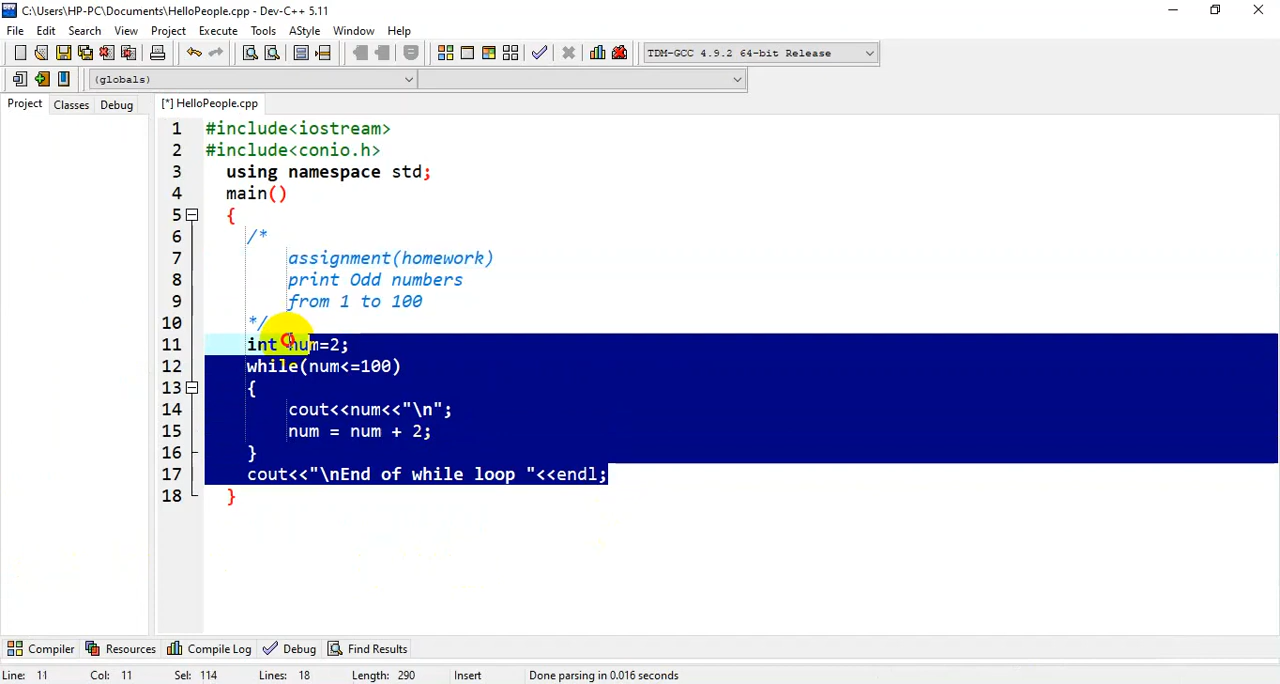 C:\Users\HP-PC\Documents\HelloPeople.cpp - Dev-C++ 5.11
File Edit Search View Project Execute Tools AStyle Window Help
TDM-GCC 4.9.2 64-bit Release
(globals)
Project Classes Debug [*] HelloPeople.cpp
1 #include<iostream>
2 #include<conio.h>
3 using namespace std;
4 main()
5 {
6 /*
7 assignment(homework)
8 print Odd numbers
9 from 1 to 100
10 */
11 int num=2;
12 while(num<=100)
13 {
14 cout<<num<<"\n";
15 num = num + 2;
16 }
17 cout<<"\nEnd of while loop "<<endl;
18 }
Compiler Resources Compile Log Debug Find Results
Line: 11 Col: 11 Sel: 114 Lines: 18 Length: 290 Insert Done parsing in 0.016 seconds